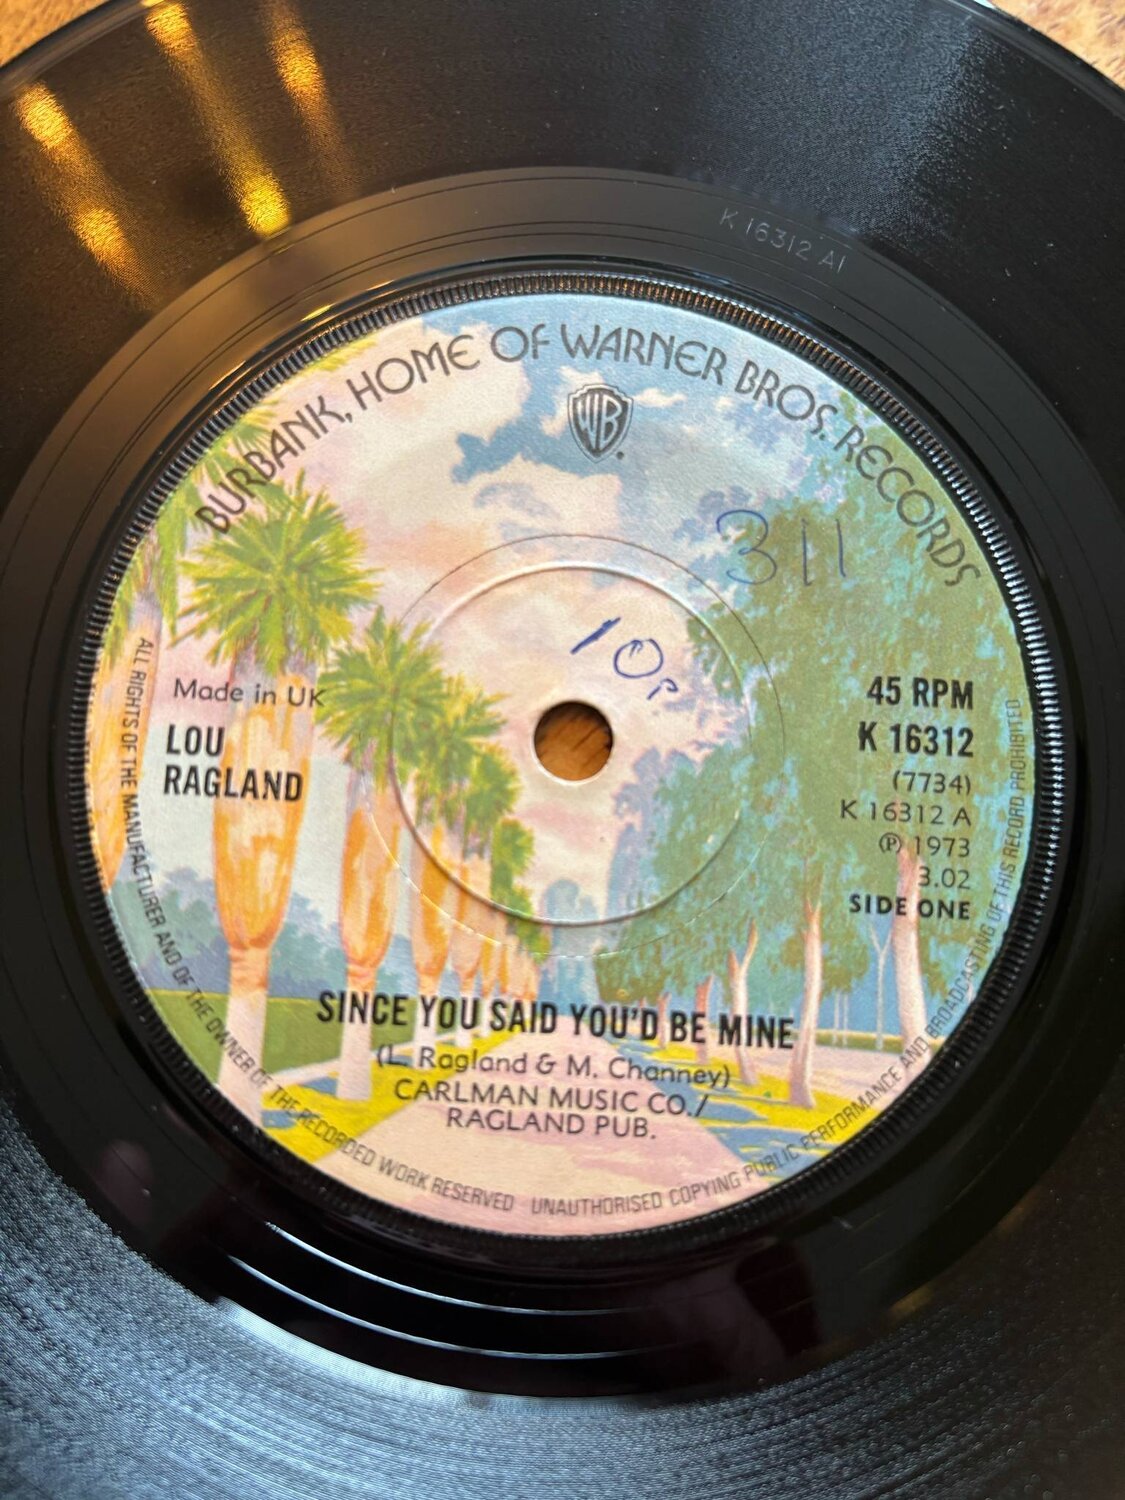 K 16312 A1
BURBANK, HOME OF WARNER BROS. RECORDS
WB
311
10p
Made in UK
LOU
RAGLAND
45 RPM
K 16312
(7734)
K 16312 A
℗ 1973
3.02
SIDE ONE
SINCE YOU SAID YOU'D BE MINE
(L. Ragland & M. Channey)
CARLMAN MUSIC CO./
RAGLAND PUB.
ALL RIGHTS OF THE MANUFACTURER AND OF THE OWNER OF THE RECORDED WORK RESERVED UNAUTHORISED COPYING PUBLIC PERFORMANCE AND BROADCASTING OF THIS RECORD PROHIBITED